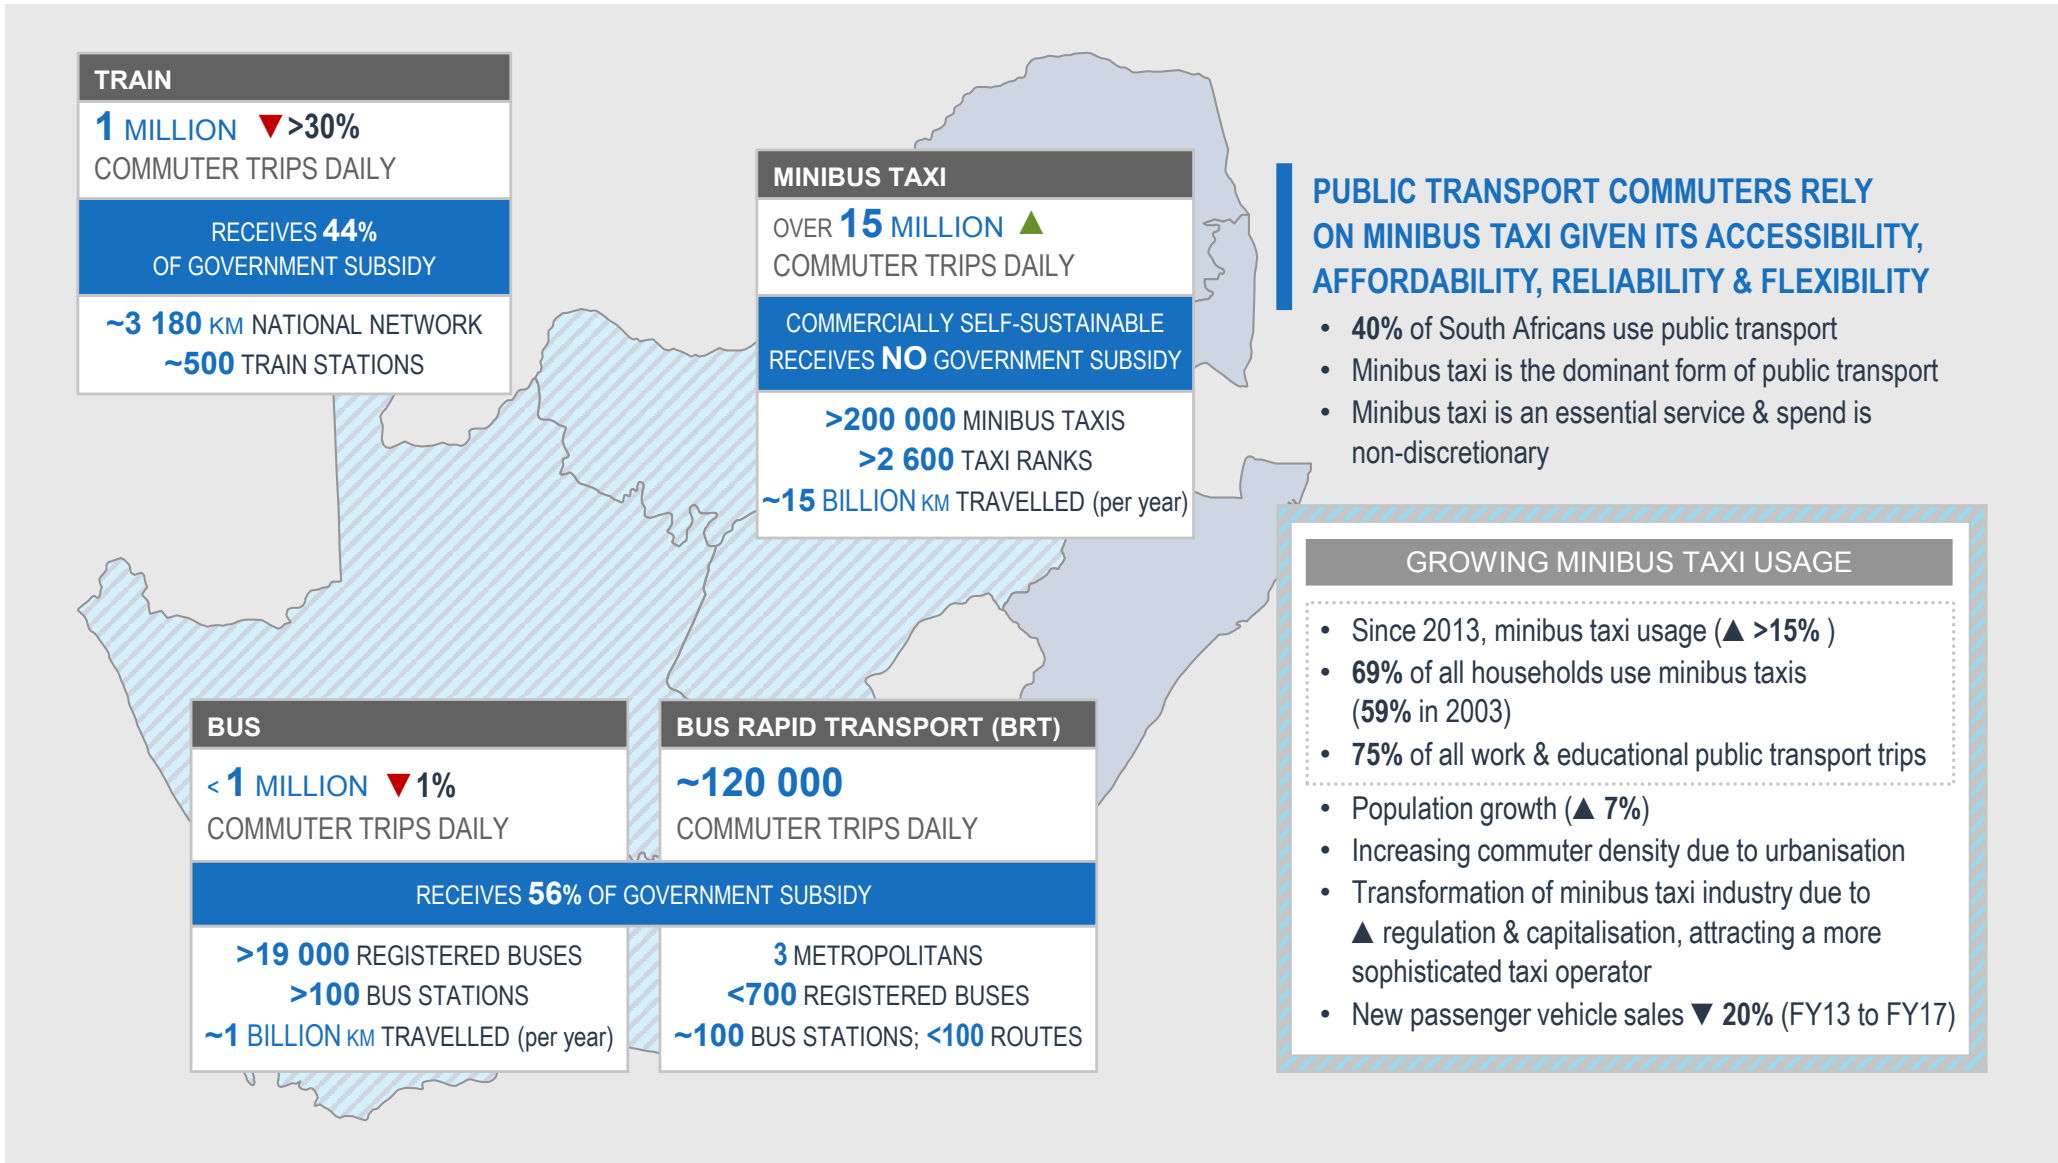 TRAIN
1 MILLION ▼ >30%
COMMUTER TRIPS DAILY
RECEIVES 44%
OF GOVERNMENT SUBSIDY
~3 180 KM NATIONAL NETWORK
~500 TRAIN STATIONS
MINIBUS TAXI
OVER 15 MILLION ▲
COMMUTER TRIPS DAILY
COMMERCIALLY SELF-SUSTAINABLE
RECEIVES NO GOVERNMENT SUBSIDY
>200 000 MINIBUS TAXIS
>2 600 TAXI RANKS
~15 BILLION KM TRAVELLED (per year)
BUS
< 1 MILLION ▼ 1%
COMMUTER TRIPS DAILY
BUS RAPID TRANSPORT (BRT)
~120 000
COMMUTER TRIPS DAILY
RECEIVES 56% OF GOVERNMENT SUBSIDY
>19 000 REGISTERED BUSES
>100 BUS STATIONS
~1 BILLION KM TRAVELLED (per year)
3 METROPOLITANS
<700 REGISTERED BUSES
~100 BUS STATIONS; <100 ROUTES
PUBLIC TRANSPORT COMMUTERS RELY
ON MINIBUS TAXI GIVEN ITS ACCESSIBILITY,
AFFORDABILITY, RELIABILITY & FLEXIBILITY
• 40% of South Africans use public transport
• Minibus taxi is the dominant form of public transport
• Minibus taxi is an essential service & spend is
non-discretionary
GROWING MINIBUS TAXI USAGE
• Since 2013, minibus taxi usage (▲ >15% )
• 69% of all households use minibus taxis
(59% in 2003)
• 75% of all work & educational public transport trips
• Population growth (▲ 7%)
• Increasing commuter density due to urbanisation
• Transformation of minibus taxi industry due to
▲ regulation & capitalisation, attracting a more
sophisticated taxi operator
• New passenger vehicle sales ▼ 20% (FY13 to FY17)